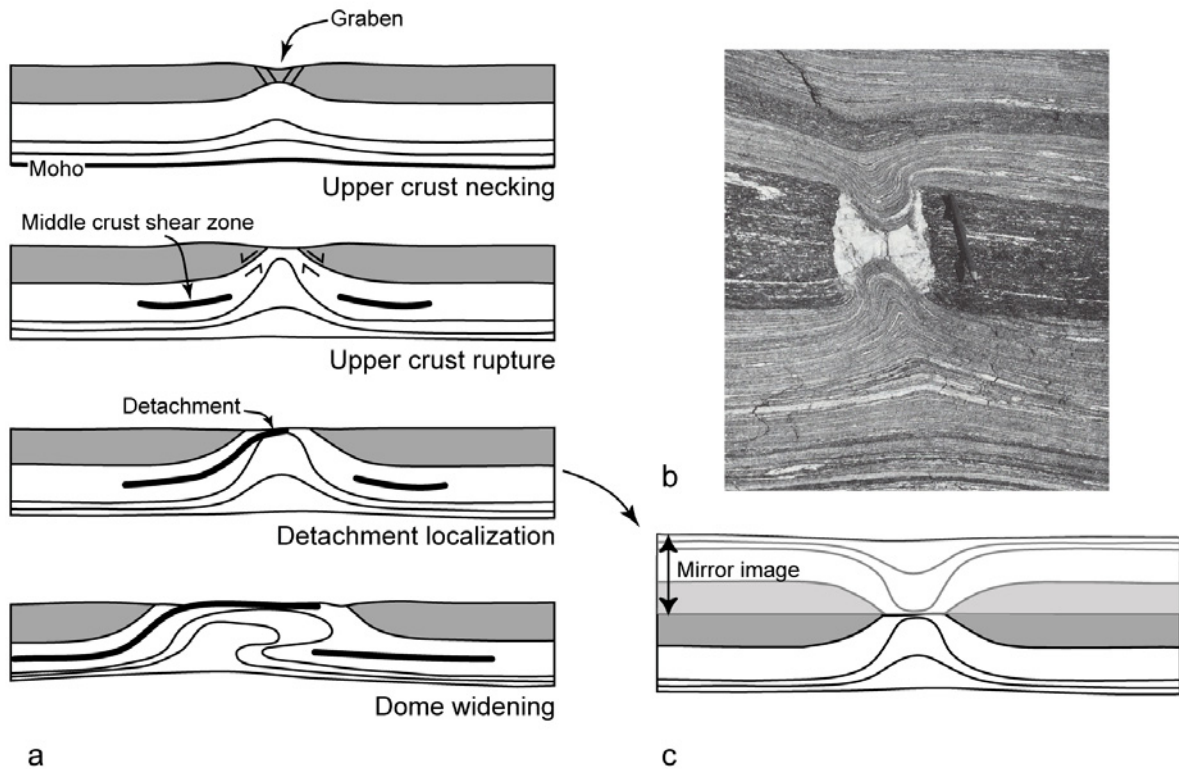 Graben
Moho
Upper crust necking
Middle crust shear zone
Upper crust rupture
Detachment
Detachment localization
Dome widening
a
b
Mirror image
c